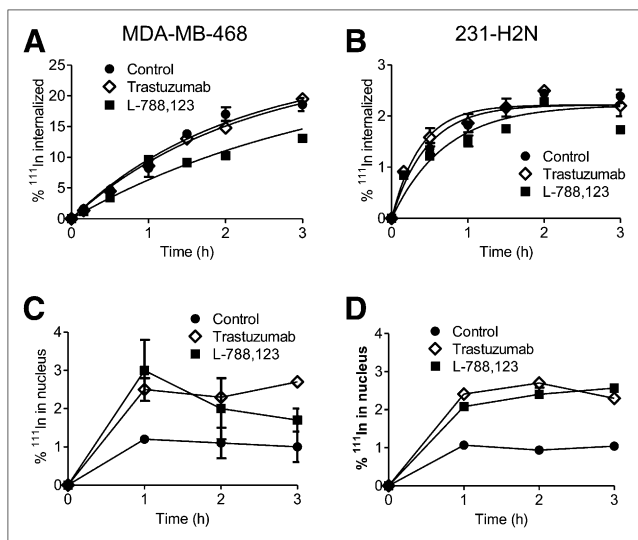 MDA-MB-468
231-H2N
A
% ¹¹¹In internalized
25
20
15
10
5
0
0
1
2
3
Time (h)
Control
Trastuzumab
L-788,123
B
% ¹¹¹In internalized
3
2
1
0
0
1
2
3
Time (h)
Control
Trastuzumab
L-788,123
C
% ¹¹¹In in nucleus
4
3
2
1
0
0
1
2
3
Time (h)
Control
Trastuzumab
L-788,123
D
% ¹¹¹In in nucleus
4
3
2
1
0
0
1
2
3
Time (h)
Control
Trastuzumab
L-788,123